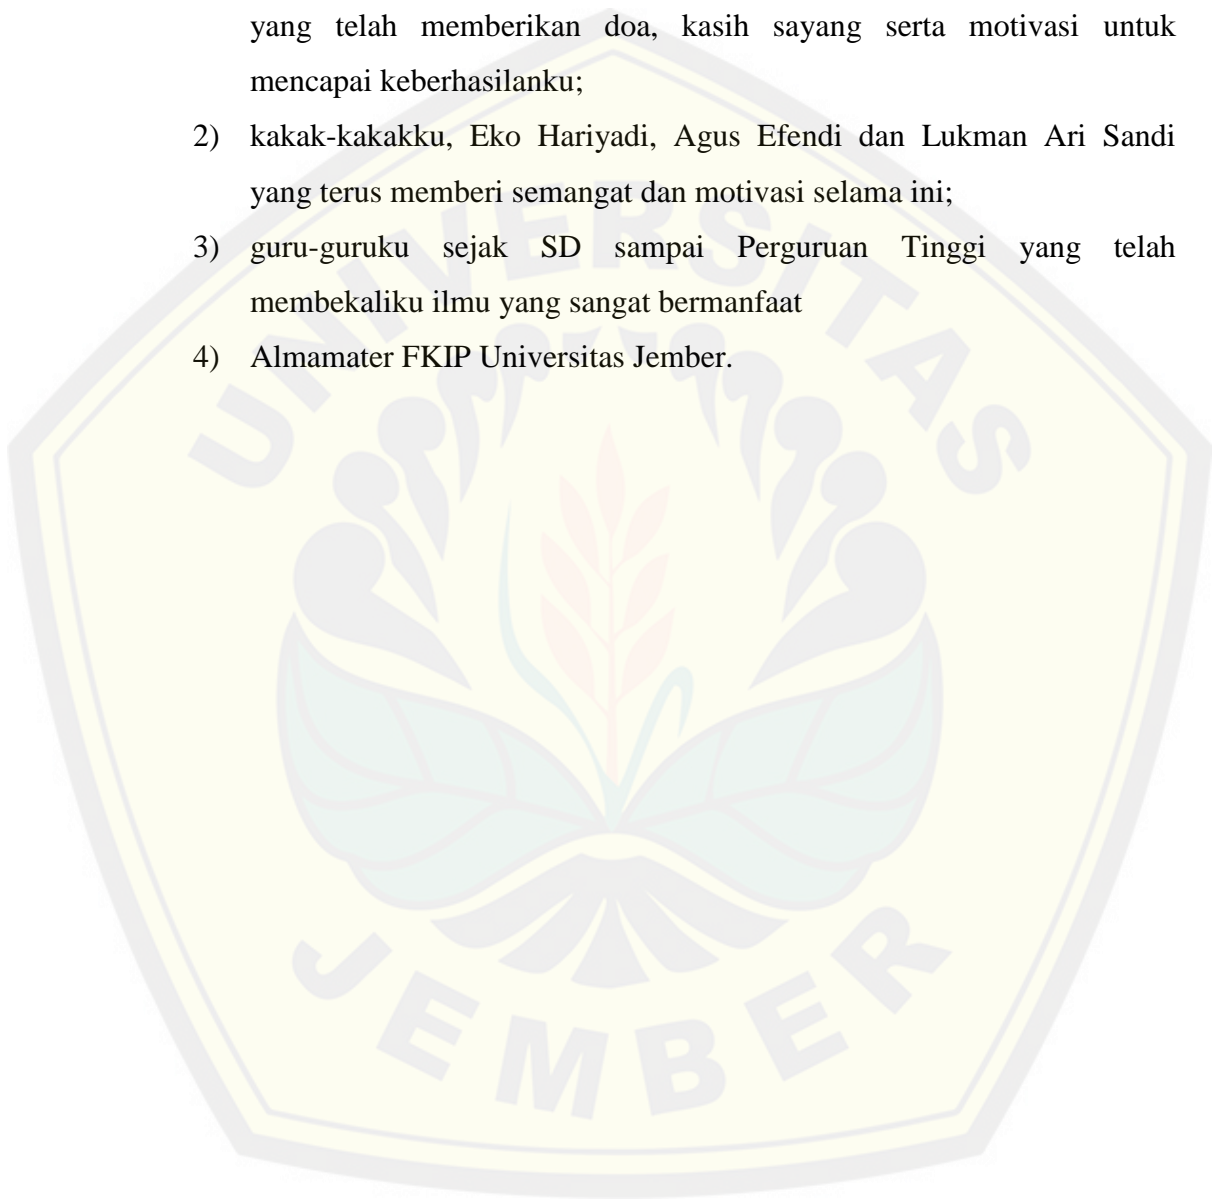 yang telah memberikan doa, kasih sayang serta motivasi untuk
mencapai keberhasilanku;
2) kakak-kakakku, Eko Hariyadi, Agus Efendi dan Lukman Ari Sandi
yang terus memberi semangat dan motivasi selama ini;
3) guru-guruku sejak SD sampai Perguruan Tinggi yang telah
membekaliku ilmu yang sangat bermanfaat
4) Almamater FKIP Universitas Jember.
UNIVERSITAS
JEMBER